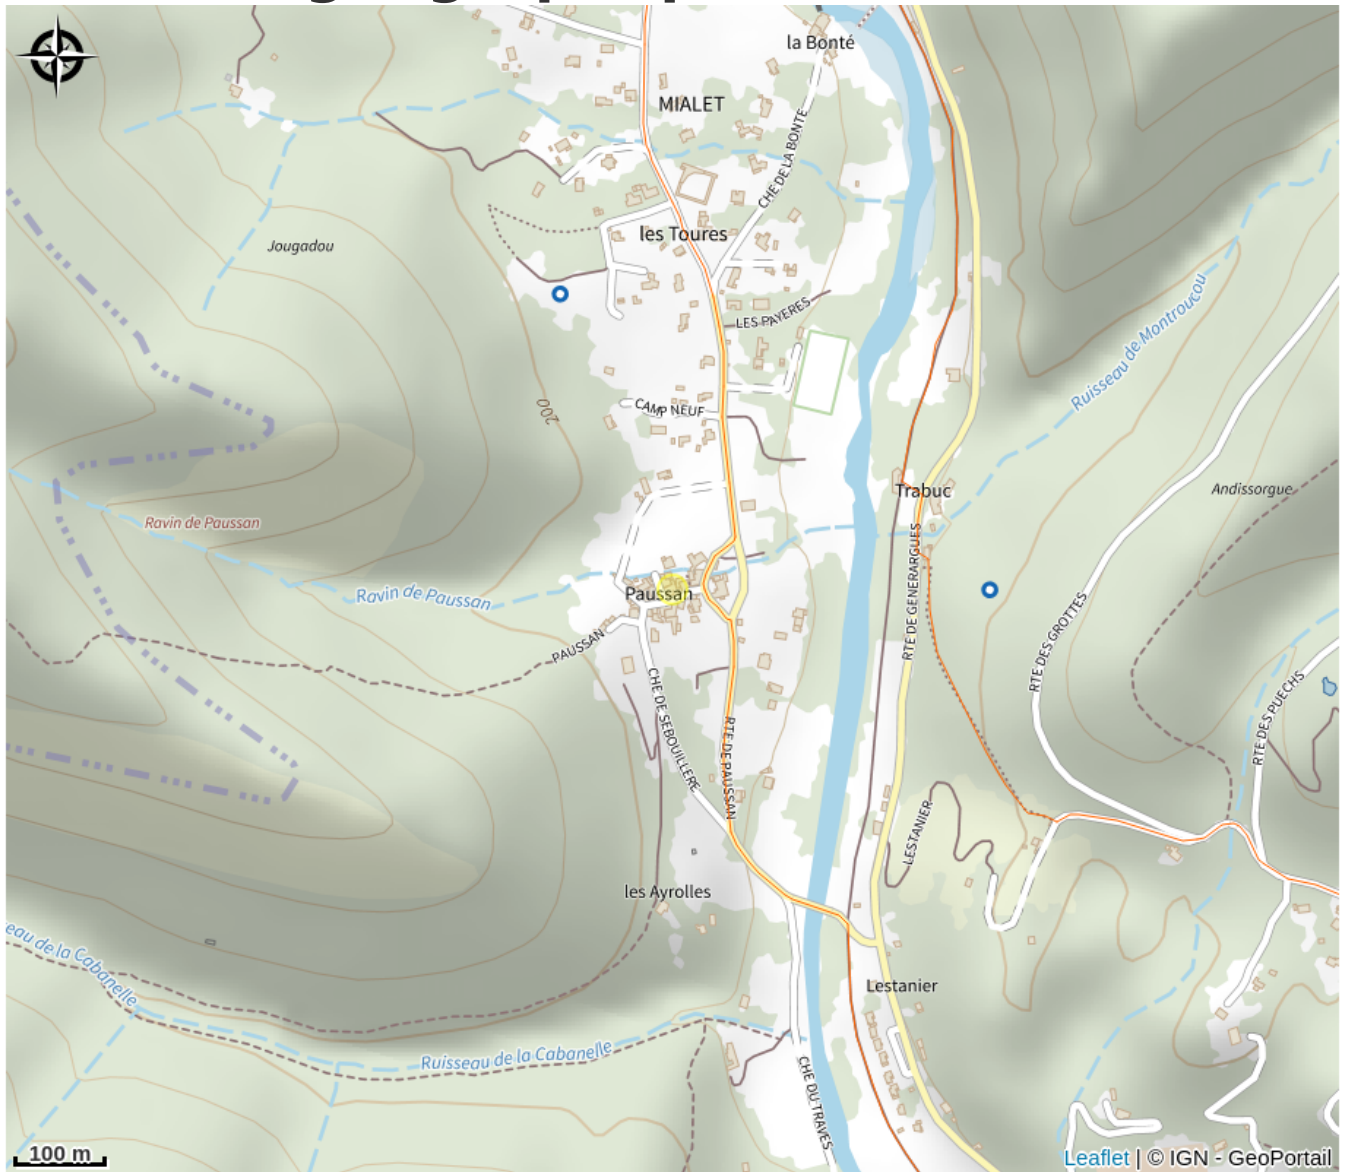 la Bonté
MIALET
CHE DE LA BONTE
les Toures
Jougadou
LES PAYERES
Ruisseau de Montroucou
200
CAMP NEUF
Trabuc
Andissorgue
Ravin de Paussan
RTE DE GENERARGUES
Ravin de Paussan
Paussan
PAUSSAN
RTE DES GROTTES
CHE DE SEBOUILLERE
RTE DE PAUSSAN
RTE DES PUECHS
LESTANIER
les Ayrolles
eau de la Cabanelle
Lestanier
Ruisseau de la Cabanelle
CHE DU TRAVES
100 m
Leaflet | © IGN - GeoPortail